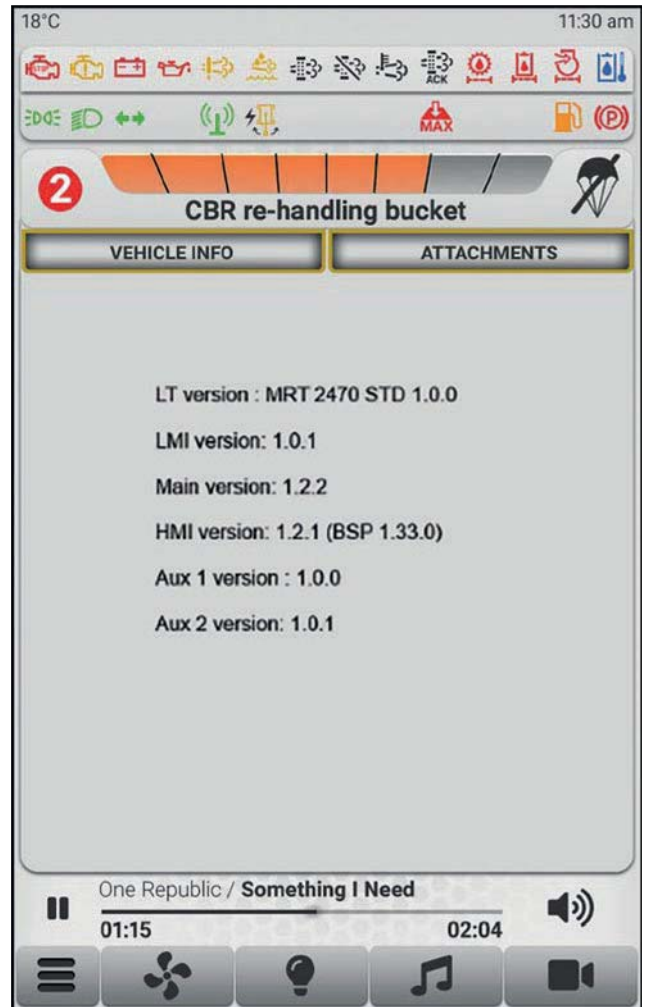 18°C 11:30 am
STOP
ACK
MAX
(P)
2
CBR re-handling bucket
VEHICLE INFO ATTACHMENTS
LT version : MRT 2470 STD 1.0.0
LMI version: 1.0.1
Main version: 1.2.2
HMI version: 1.2.1 (BSP 1.33.0)
Aux 1 version : 1.0.0
Aux 2 version: 1.0.1
One Republic / Something I Need
01:15 02:04